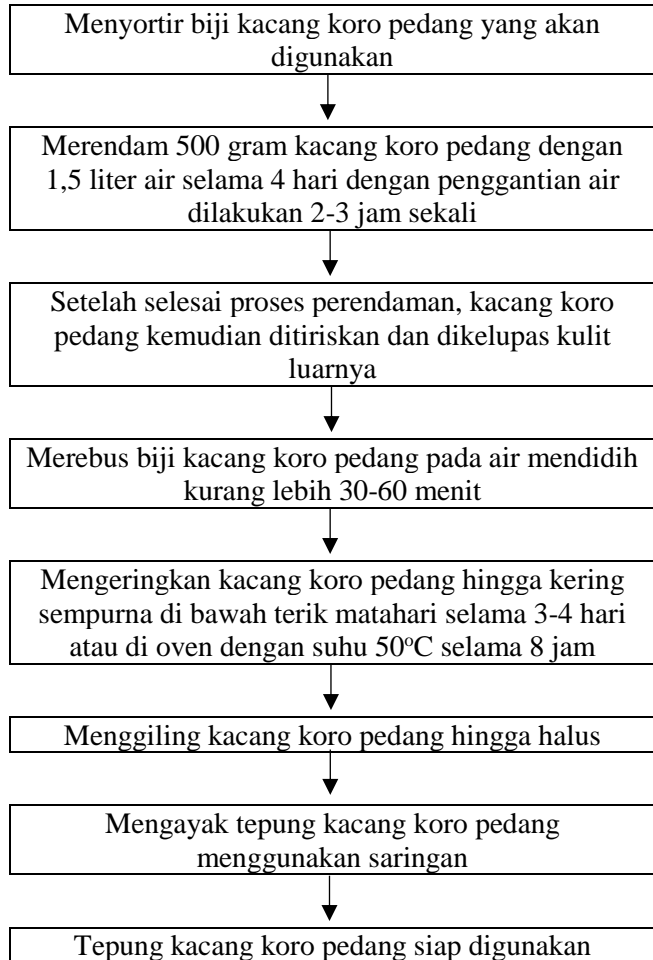 Menyortir biji kacang koro pedang yang akan
digunakan
Merendam 500 gram kacang koro pedang dengan
1,5 liter air selama 4 hari dengan penggantian air
dilakukan 2-3 jam sekali
Setelah selesai proses perendaman, kacang koro
pedang kemudian ditiriskan dan dikelupas kulit
luarnya
Merebus biji kacang koro pedang pada air mendidih
kurang lebih 30-60 menit
Mengeringkan kacang koro pedang hingga kering
sempurna di bawah terik matahari selama 3-4 hari
atau di oven dengan suhu 50°C selama 8 jam
Menggiling kacang koro pedang hingga halus
Mengayak tepung kacang koro pedang
menggunakan saringan
Tepung kacang koro pedang siap digunakan